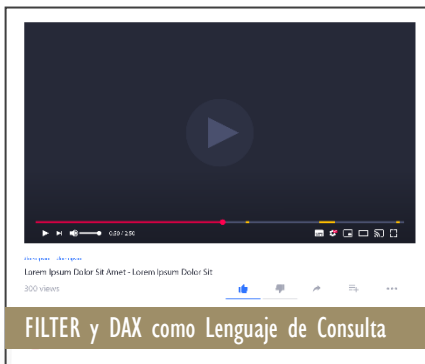 0:50 / 2:50
Lorem Ipsum Dolor Sit Amet - Lorem Ipsum Dolor Sit
300 views
FILTER y DAX como Lenguaje de Consulta